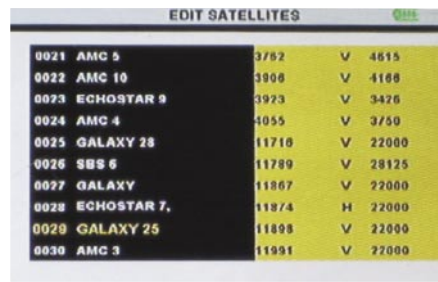 EDIT SATELLITES
0021 AMC 5 3762 V 4615
0022 AMC 10 3906 V 4166
0023 ECHOSTAR 9 3923 V 3426
0024 AMC 4 4055 V 3750
0025 GALAXY 28 11716 V 22000
0026 SBS 6 11789 V 28125
0027 GALAXY 11867 V 22000
0028 ECHOSTAR 7, 11874 H 22000
0029 GALAXY 25 11898 V 22000
0030 AMC 3 11991 V 22000